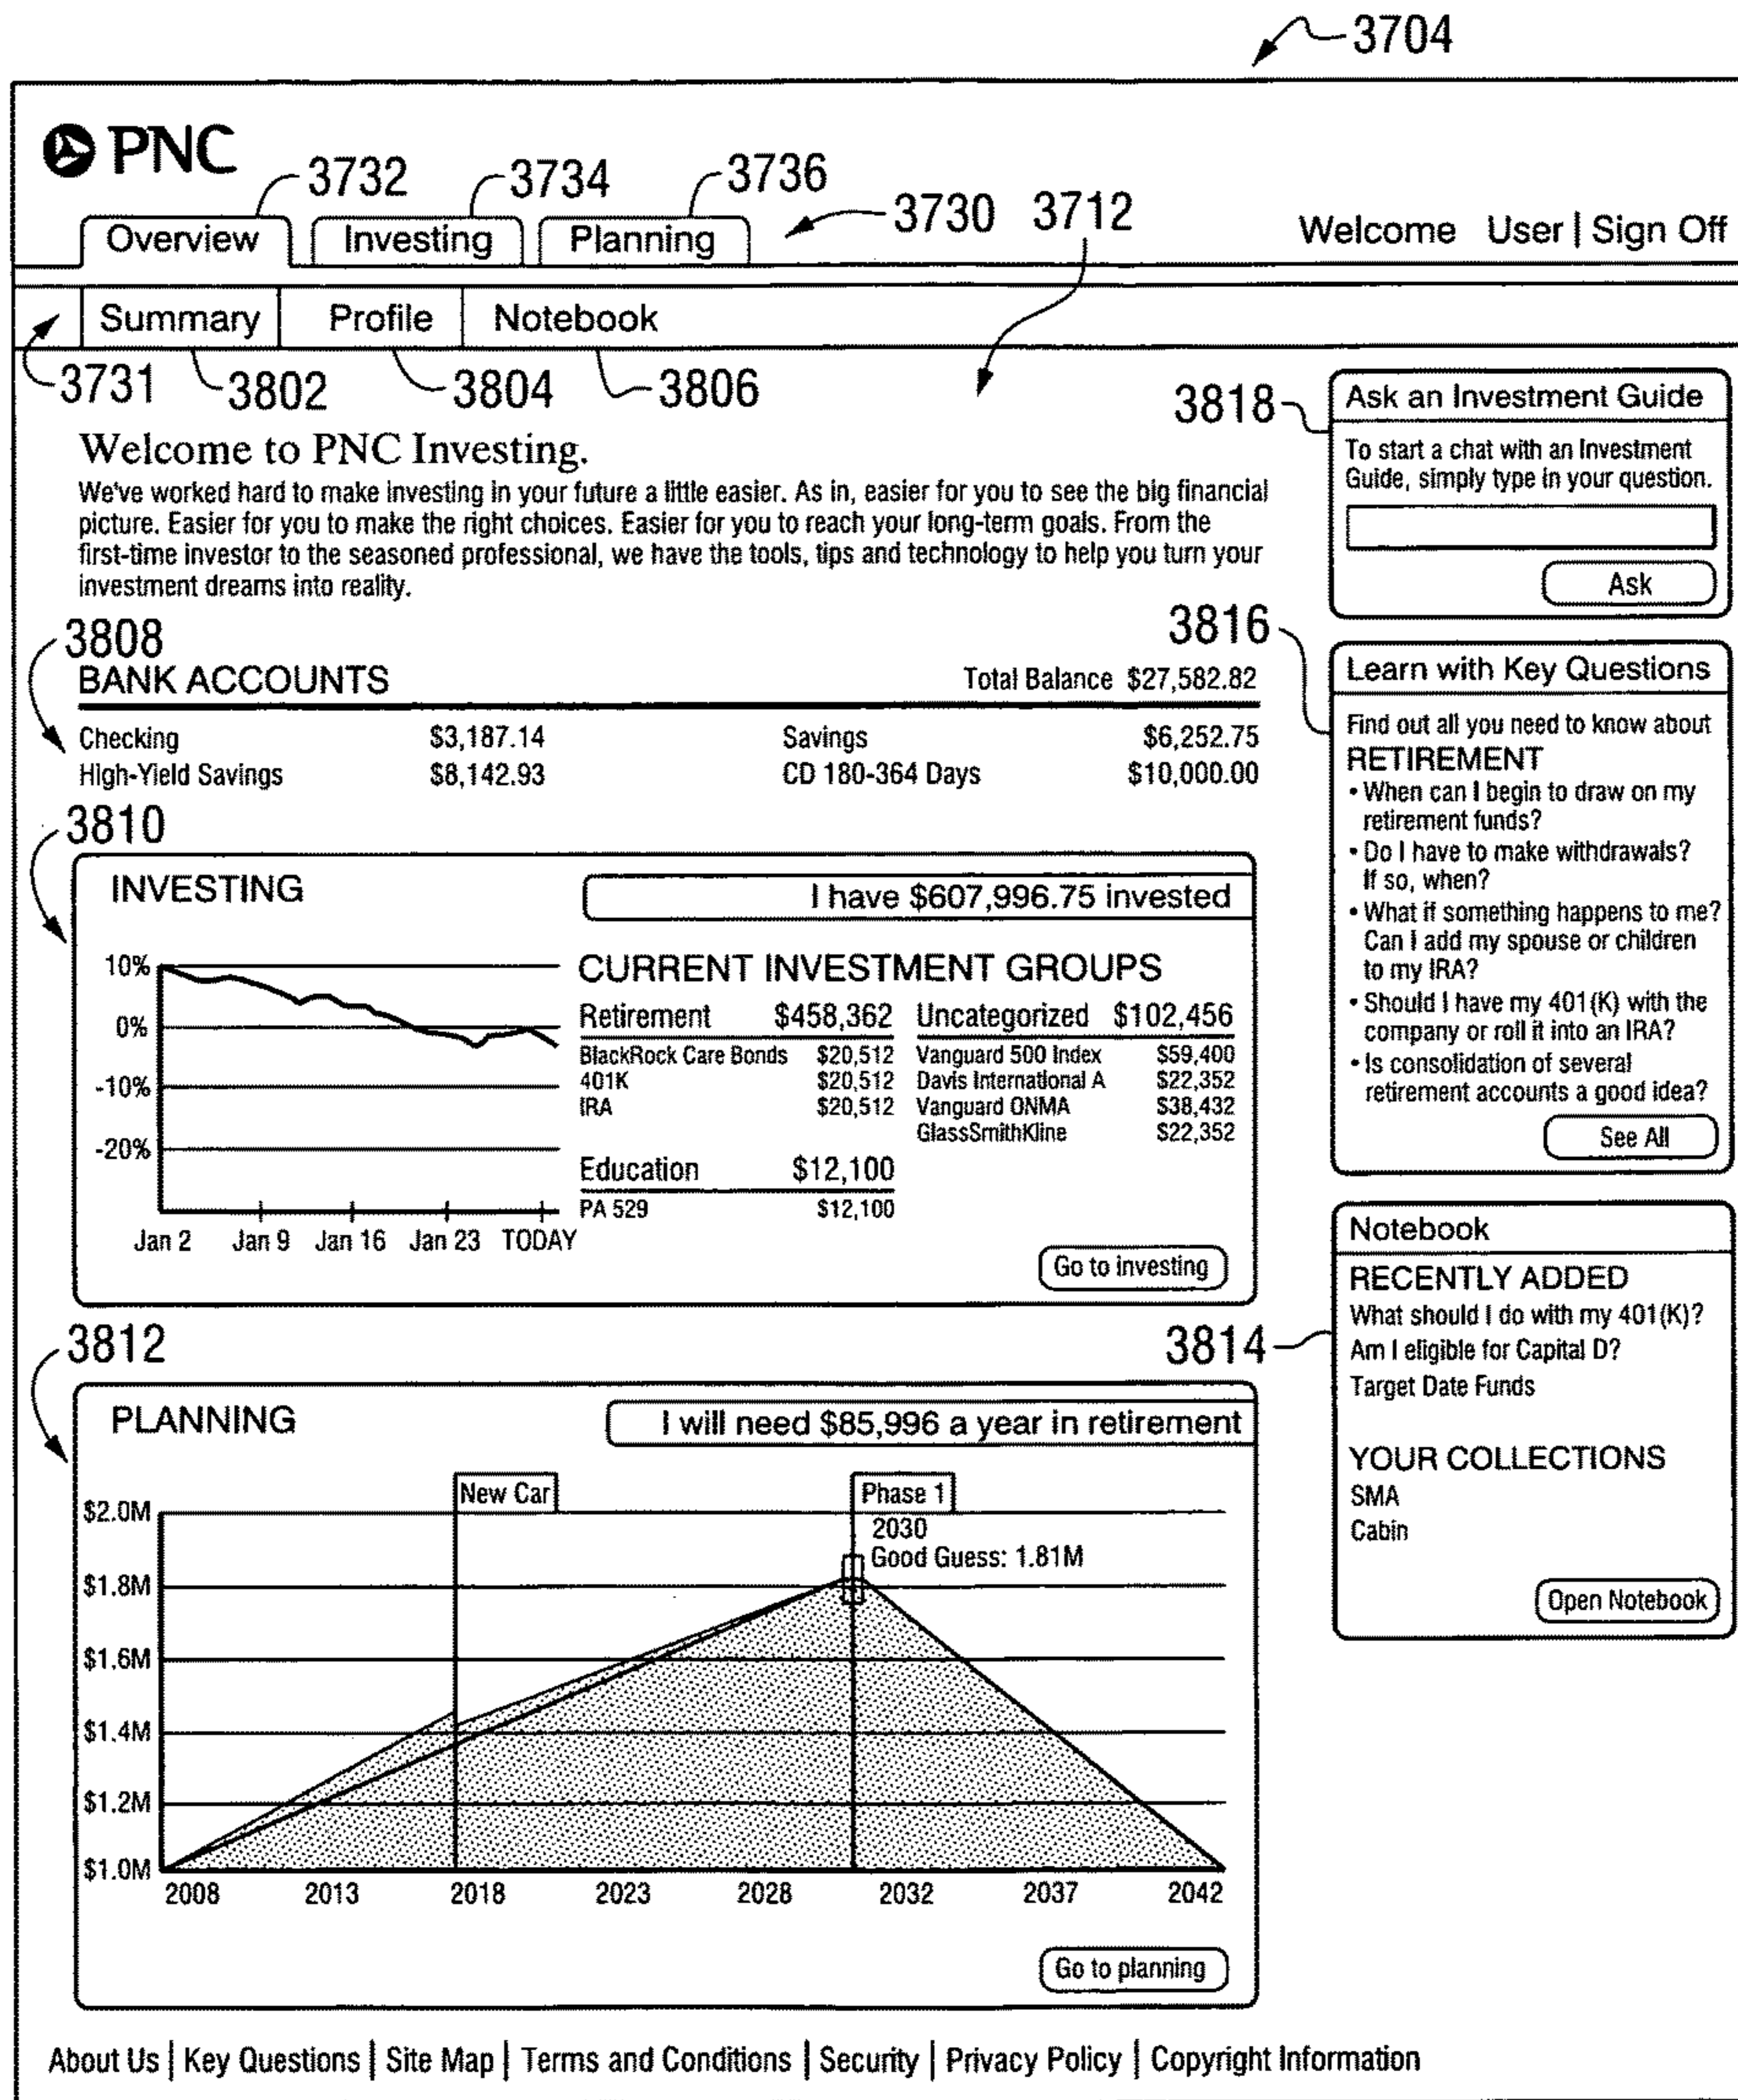 3704
PNC
3732
3734
3736
3730
3712
Overview
Investing
Planning
Welcome User | Sign Off
Summary
Profile
Notebook
3731
3802
3804
3806
Welcome to PNC Investing.
We've worked hard to make investing in your future a little easier. As in, easier for you to see the big financial
picture. Easier for you to make the right choices. Easier for you to reach your long-term goals. From the
first-time investor to the seasoned professional, we have the tools, tips and technology to help you turn your
investment dreams into reality.
3808
BANK ACCOUNTS Total Balance $27,582.82
Checking $3,187.14 Savings $6,252.75
High-Yield Savings $8,142.93 CD 180-364 Days $10,000.00
3810
INVESTING
I have $607,996.75 invested
10%
0%
-10%
-20%
Jan 2 Jan 9 Jan 16 Jan 23 TODAY
CURRENT INVESTMENT GROUPS
Retirement $458,362
BlackRock Care Bonds $20,512
401K $20,512
IRA $20,512
Education $12,100
PA 529 $12,100
Uncategorized $102,456
Vanguard 500 Index $59,400
Davis International A $22,352
Vanguard ONMA $38,432
GlassSmithKline $22,352
Go to investing
3812
PLANNING
I will need $85,996 a year in retirement
New Car
Phase 1
2030
Good Guess: 1.81M
$2.0M
$1.8M
$1.6M
$1.4M
$1.2M
$1.0M
2008 2013 2018 2023 2028 2032 2037 2042
Go to planning
3818
Ask an Investment Guide
To start a chat with an Investment
Guide, simply type in your question.
Ask
3816
Learn with Key Questions
Find out all you need to know about
RETIREMENT
• When can I begin to draw on my
retirement funds?
• Do I have to make withdrawals?
If so, when?
• What if something happens to me?
Can I add my spouse or children
to my IRA?
• Should I have my 401(K) with the
company or roll it into an IRA?
• Is consolidation of several
retirement accounts a good idea?
See All
3814
Notebook
RECENTLY ADDED
What should I do with my 401(K)?
Am I eligible for Capital D?
Target Date Funds
YOUR COLLECTIONS
SMA
Cabin
Open Notebook
About Us | Key Questions | Site Map | Terms and Conditions | Security | Privacy Policy | Copyright Information